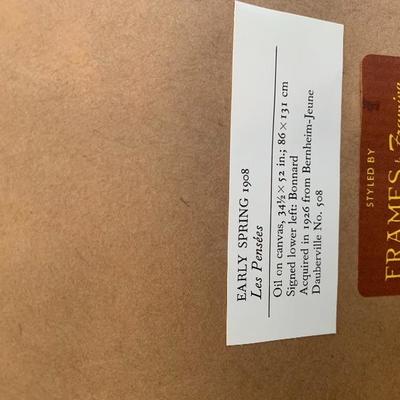 EARLY SPRING 1908
Les Pensées
Oil on canvas, 34½ × 52 in.; 86 × 131 cm
Signed lower left: Bonnard
Acquired in 1926 from Bernheim-Jeune
Dauberville No. 508
STYLED BY
FRAMES